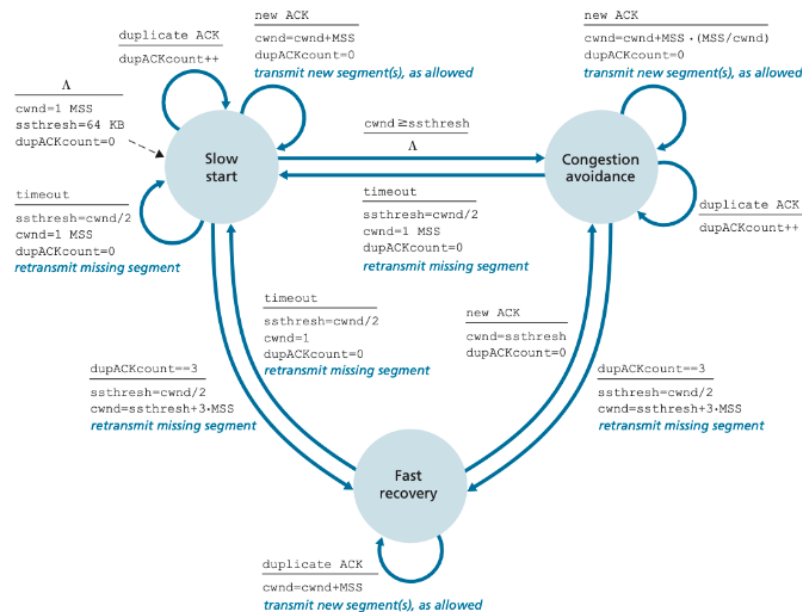 duplicate ACK
dupACKcount++
new ACK
cwnd=cwnd+MSS
dupACKcount=0
transmit new segment(s), as allowed
new ACK
cwnd=cwnd+MSS·(MSS/cwnd)
dupACKcount=0
transmit new segment(s), as allowed
Λ
cwnd=1 MSS
ssthresh=64 KB
dupACKcount=0
Slow
start
cwnd≥ssthresh
Λ
Congestion
avoidance
timeout
ssthresh=cwnd/2
cwnd=1 MSS
dupACKcount=0
retransmit missing segment
timeout
ssthresh=cwnd/2
cwnd=1 MSS
dupACKcount=0
retransmit missing segment
duplicate ACK
dupACKcount++
timeout
ssthresh=cwnd/2
cwnd=1
dupACKcount=0
retransmit missing segment
new ACK
cwnd=ssthresh
dupACKcount=0
dupACKcount==3
ssthresh=cwnd/2
cwnd=ssthresh+3·MSS
retransmit missing segment
dupACKcount==3
ssthresh=cwnd/2
cwnd=ssthresh+3·MSS
retransmit missing segment
Fast
recovery
duplicate ACK
cwnd=cwnd+MSS
transmit new segment(s), as allowed